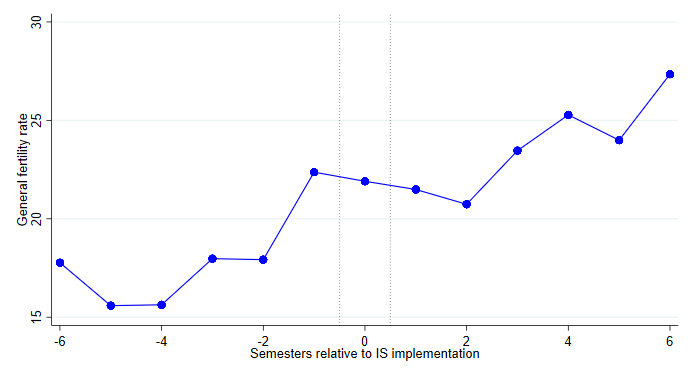 General fertility rate
30
25
20
15
-6 -4 -2 0 2 4 6
Semesters relative to IS implementation